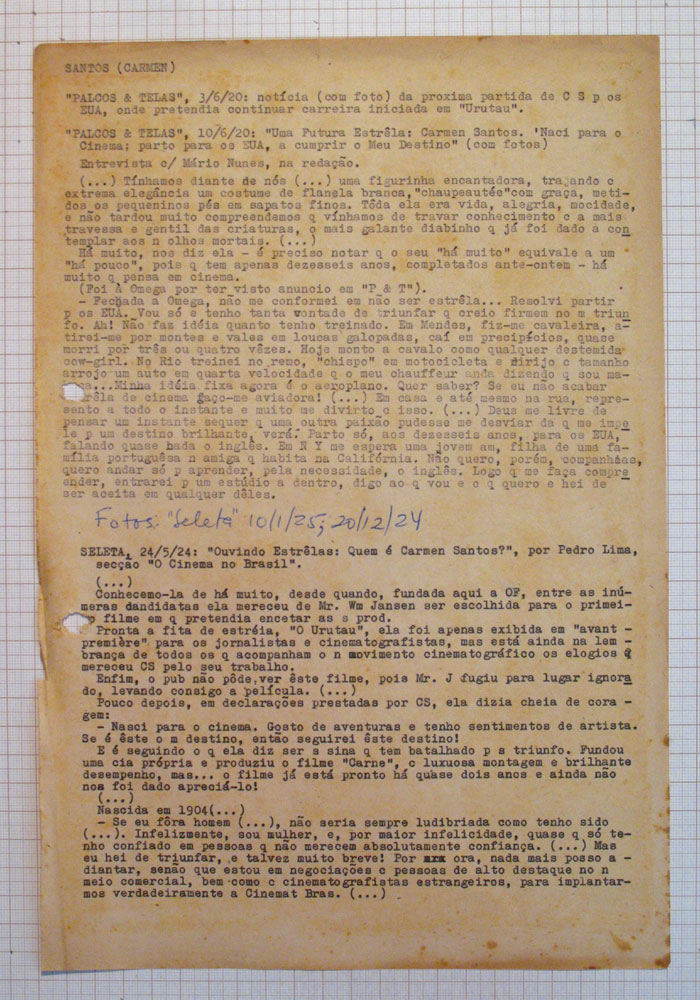 SANTOS (CARMEN)
"PALCOS & TELAS", 3/6/20: notícia (com foto) da proxima partida de C S p os
EUA, onde pretendia continuar carreira iniciada em "Urutau".
"PALCOS & TELAS", 10/6/20: "Uma Futura Estrêla: Carmen Santos. 'Naci para o
Cinema; parto para os EUA, a cumprir o Meu Destino" (com fotos)
Entrevista c/ Mário Nunes, na redação.
(...) Tínhamos diante de nós (...) uma figurinha encantadora, trajando c
extrema elegância um costume de flanela branca, "chaupeautée"com graça, meti-
dos os pequeninos pés em sapatos finos. Tôda ela era vida, alegria, mocidade,
e não tardou muito compreendemos q vínhamos de travar conhecimento c a mais
travessa e gentil das criaturas, o mais galante diabinho q já foi dado a con
templar aos n olhos mortais. (...)
Há muito, nos diz ela - é preciso notar q o seu "há muito" equivale a um
"há pouco", pois q tem apenas dezesseis anos, completados ante-ontem - há
muito q pensa em cinema.
(Foi à Omega por ter visto anuncio em "P & T").
- Fechada a Omega, não me conformei em não ser estrêla... Resolvi partir
p os EUA. Vou só e tenho tanta vontade de triunfar q creio firmem no m triun
fo. Ah! Não faz idéia quanto tenho treinado. Em Mendes, fiz-me cavaleira, a-
tirei-me por montes e vales em loucas galopadas, caí em precipícios, quase
morri por três ou quatro vêzes. Hoje monto a cavalo como qualquer destemida
cow-girl. No Rio treinei no remo, "chispo" em motocicleta e dirijo c tamanho
arrojo um auto em quarta velocidade q o meu chauffeur anda dizendo q sou ma-
...Minha idéia fixa agora é o aeroplano. Quer saber? Se eu não acabar
rêla de cinema gaço-me aviadora! (...) Em casa e até mesmo na rua, repre-
sento a todo o instante e muito me divirto c isso. (...) Deus me livre de
pensar um instante sequer q uma outra paixão pudesse me desviar da q me impe
le p um destino brilhante, verá. Parto só, aos dezesseis anos, para os EUA,
falando quase nada o inglês. Em N Y me espera uma jovem am, filha de uma fa-
mília portuguêsa n amiga q habita na Califórnia. Não quero, porém, companhias,
quero andar só p aprender, pela necessidade, o inglês. Logo q me faça compre
ender, entrarei p um estúdio a dentro, digo ao q vou e o q quero e hei de
ser aceita em qualquer dêles.
Fotos: "Seleta" 10/1/25; 20/12/24
SELETA, 24/5/24: "Ouvindo Estrêlas: Quem é Carmen Santos?", por Pedro Lima,
secção "O Cinema no Brasil".
(...)
Conhecemo-la de há muito, desde quando, fundada aqui a OF, entre as inú-
meras dandidatas ela mereceu de Mr. Wm Jansen ser escolhida para o primei-
o filme em q pretendia encetar as s prod.
Pronta a fita de estréia, "O Urutau", ela foi apenas exibida em "avant -
première" para os jornalistas e cinematografistas, mas está ainda na lem -
brança de todos os q acompanham o n movimento cinematográfico os elogios q
mereceu CS pelo seu trabalho.
Enfim, o pub não pôde ver êste filme, pois Mr. J fugiu para lugar ignora
do, levando consigo a película. (...)
Pouco depois, em declarações prestadas por CS, ela dizia cheia de cora -
gem:
- Nasci para o cinema. Gosto de aventuras e tenho sentimentos de artista.
Se é êste o m destino, então seguirei êste destino!
E é seguindo o q ela diz ser s sina q tem batalhado p s triunfo. Fundou
uma cia própria e produziu o filme "Carne", c luxuosa montagem e brilhante
desempenho, mas... o filme já está pronto há quase dois anos e ainda não
nos foi dado apreciá-lo!
(...)
Nascida em 1904(...)
- Se eu fôra homem (...), não seria sempre ludibriada como tenho sido
(...). Infelizmente, sou mulher, e, por maior infelicidade, quase q só te-
nho confiado em pessoas q não merecem absolutamente confiança. (...) Mas
eu hei de triunfar, e talvez muito breve! Por xxx ora, nada mais posso a -
diantar, senão que estou em negociações c pessoas de alto destaque no n
meio comercial, bem como c cinematografistas estrangeiros, para implantar-
mos verdadeiramente a Cinemat Bras. (...)